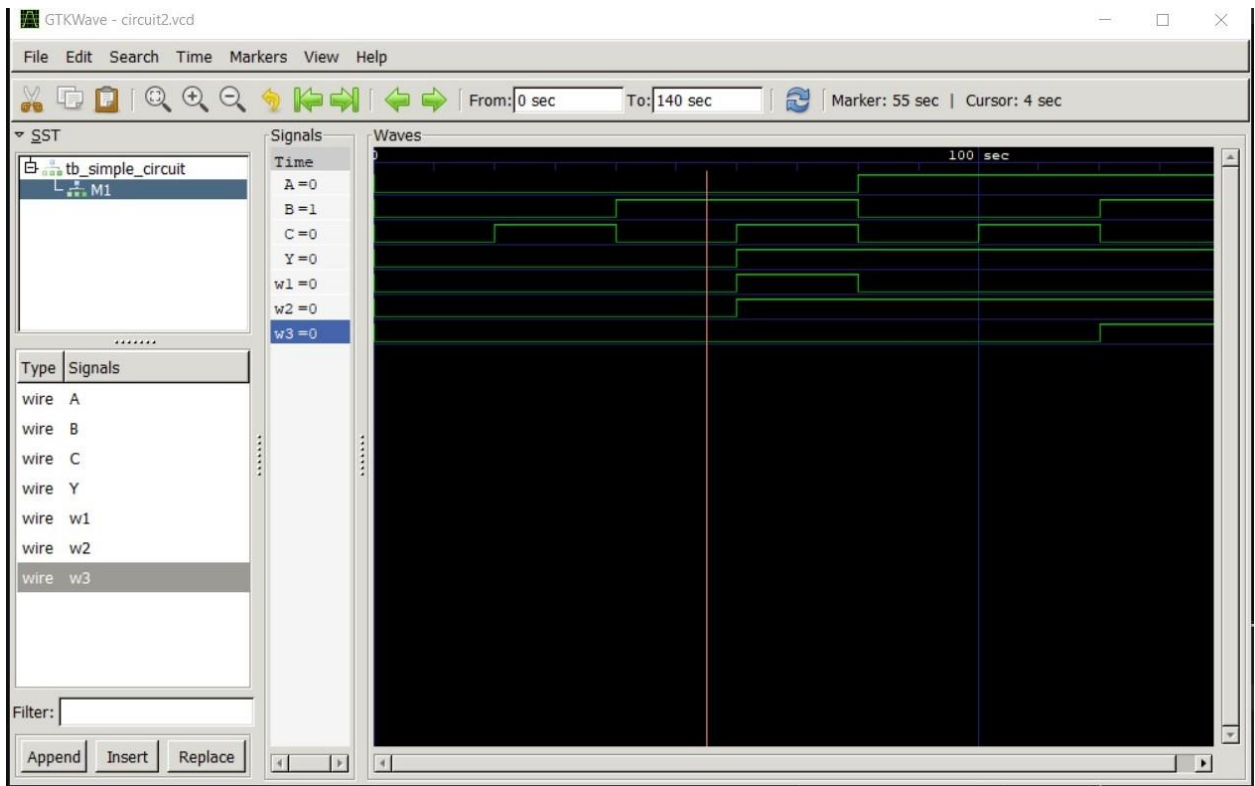 GTKWave - circuit2.vcd
File Edit Search Time Markers View Help
From: 0 sec To: 140 sec Marker: 55 sec | Cursor: 4 sec
SST
tb_simple_circuit
M1
Type Signals
wire A
wire B
wire C
wire Y
wire w1
wire w2
wire w3
Filter:
Append Insert Replace
Signals
Time
A=0
B=1
C=0
Y=0
w1=0
w2=0
w3=0
Waves
0 100 sec